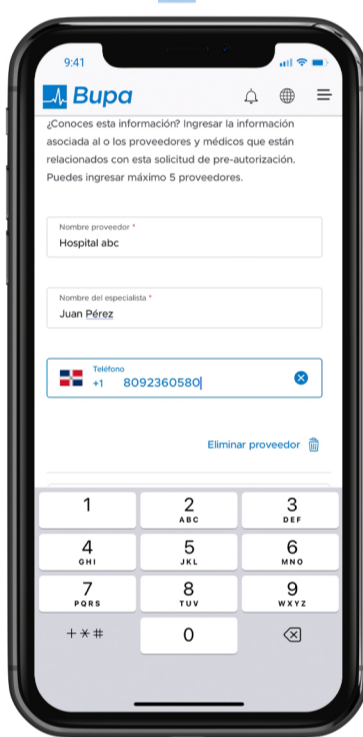 9:41
Bupa
¿Conoces esta información? Ingresar la información
asociada al o los proveedores y médicos que están
relacionados con esta solicitud de pre-autorización.
Puedes ingresar máximo 5 proveedores.
Nombre proveedor *
Hospital abc
Nombre del especialista *
Juan Pérez
Teléfono
+1 8092360580
Eliminar proveedor
1 2 3
ABC DEF
4 5 6
GHI JKL MNO
7 8 9
PQRS TUV WXYZ
+*# 0